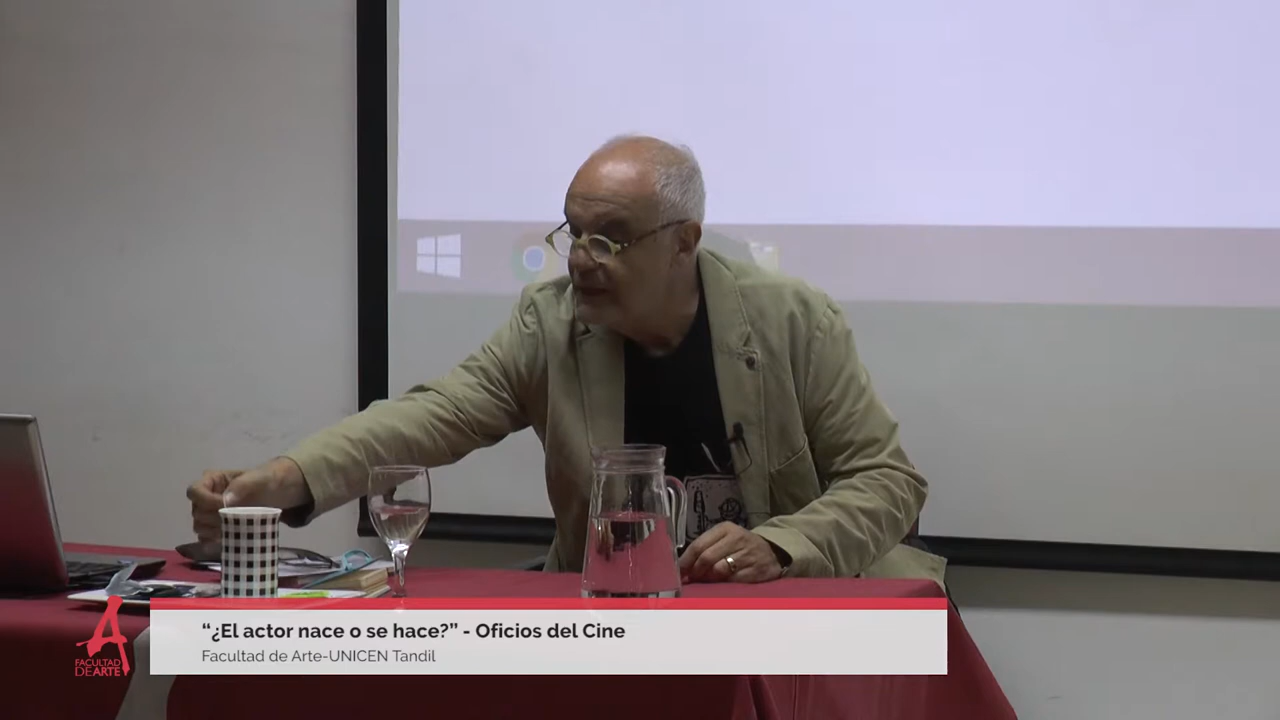 “¿El actor nace o se hace?” - Oficios del Cine
Facultad de Arte-UNICEN Tandil
FACULTAD
DEARTE